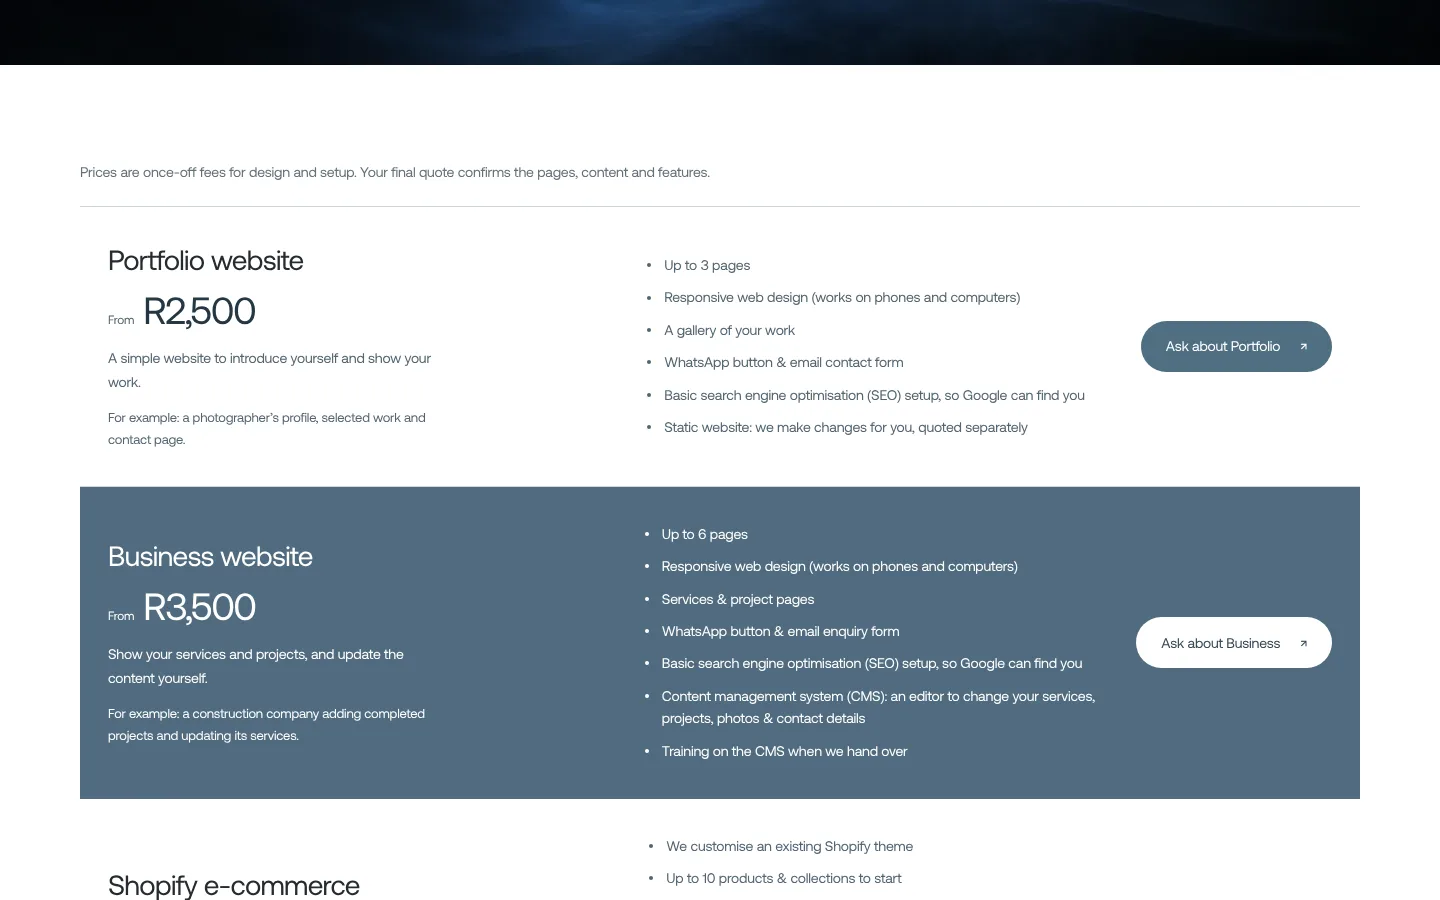 Prices are once-off fees for design and setup. Your final quote confirms the pages, content and features.
Portfolio website
From R2,500
A simple website to introduce yourself and show your
work.
For example: a photographer’s profile, selected work and
contact page.
• Up to 3 pages
• Responsive web design (works on phones and computers)
• A gallery of your work
• WhatsApp button & email contact form
• Basic search engine optimisation (SEO) setup, so Google can find you
• Static website: we make changes for you, quoted separately
Ask about Portfolio
Business website
From R3,500
Show your services and projects, and update the
content yourself.
For example: a construction company adding completed
projects and updating its services.
• Up to 6 pages
• Responsive web design (works on phones and computers)
• Services & project pages
• WhatsApp button & email enquiry form
• Basic search engine optimisation (SEO) setup, so Google can find you
• Content management system (CMS): an editor to change your services,
projects, photos & contact details
• Training on the CMS when we hand over
Ask about Business
Shopify e-commerce
• We customise an existing Shopify theme
• Up to 10 products & collections to start